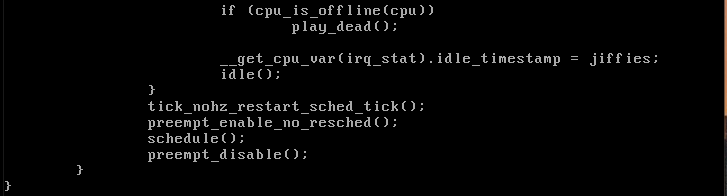 if (cpu_is_offline(cpu))
play_dead();
__get_cpu_var(irq_stat).idle_timestamp = jiffies;
idle();
}
tick_nohz_restart_sched_tick();
preempt_enable_no_resched();
schedule();
preempt_disable();
}
}